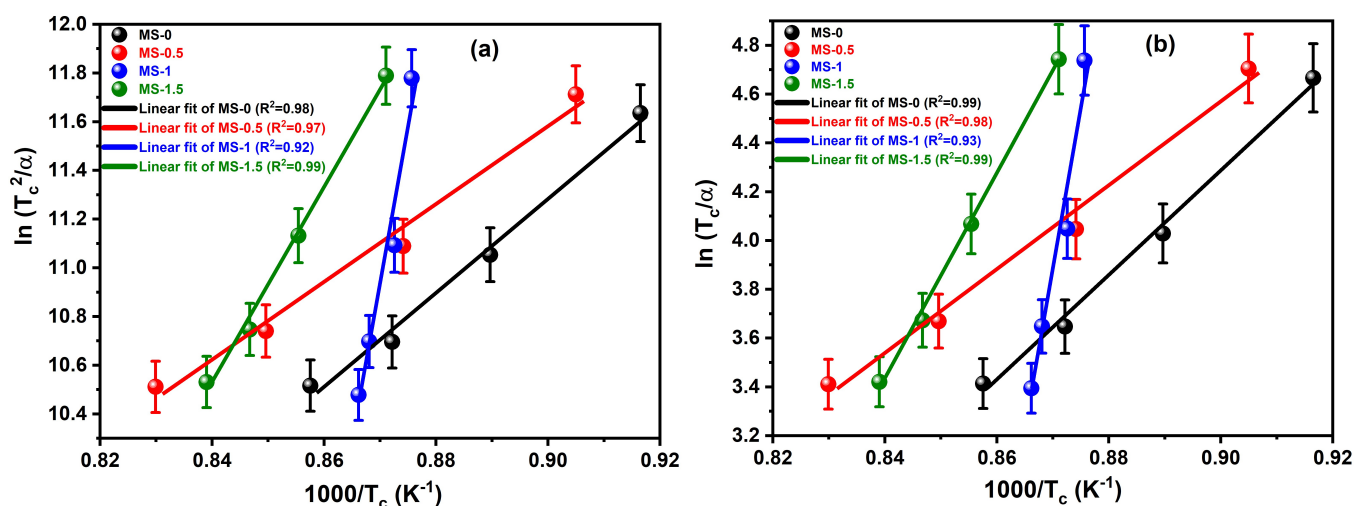 (a)
MS-0
MS-0.5
MS-1
MS-1.5
Linear fit of MS-0 (R²=0.98)
Linear fit of MS-0.5 (R²=0.97)
Linear fit of MS-1 (R²=0.92)
Linear fit of MS-1.5 (R²=0.99)
ln (T_c²/α)
12.0
11.8
11.6
11.4
11.2
11.0
10.8
10.6
10.4
0.82 0.84 0.86 0.88 0.90 0.92
1000/T_c (K⁻¹)
(b)
MS-0
MS-0.5
MS-1
MS-1.5
Linear fit of MS-0 (R²=0.99)
Linear fit of MS-0.5 (R²=0.98)
Linear fit of MS-1 (R²=0.93)
Linear fit of MS-1.5 (R²=0.99)
ln (T_c/α)
4.8
4.6
4.4
4.2
4.0
3.8
3.6
3.4
3.2
0.82 0.84 0.86 0.88 0.90 0.92
1000/T_c (K⁻¹)